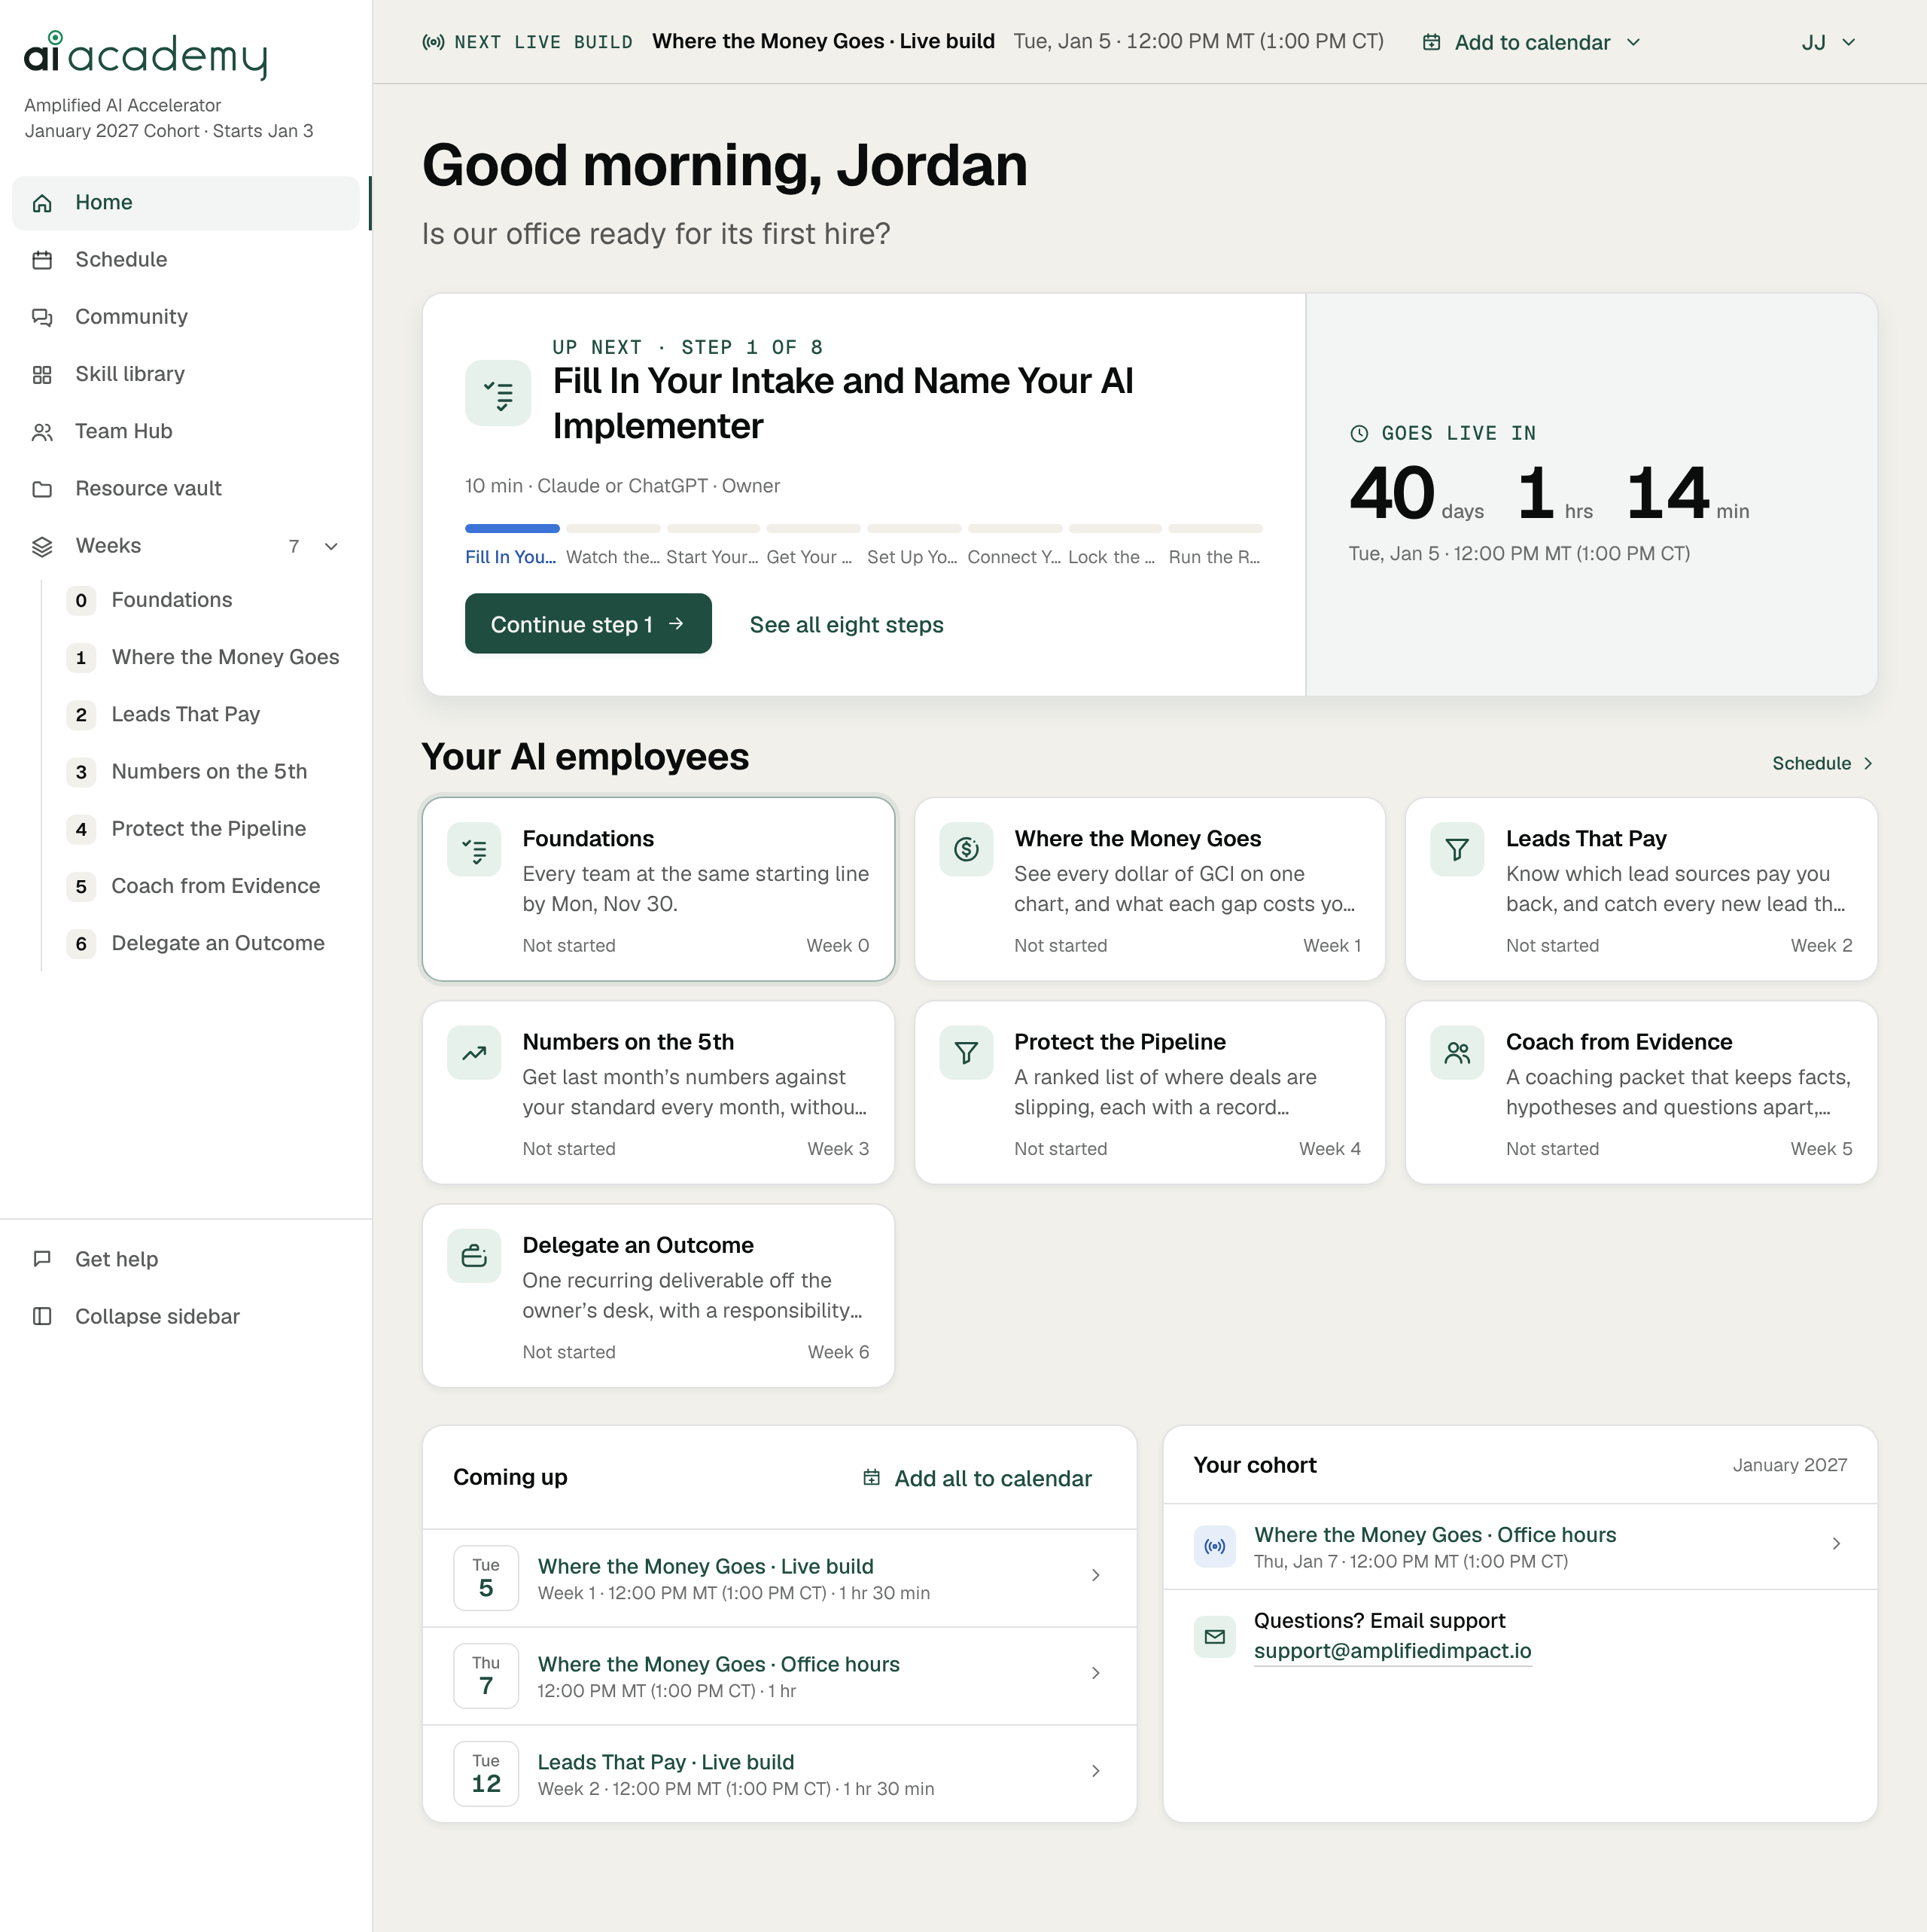 ai academy
Amplified AI Accelerator
January 2027 Cohort · Starts Jan 3
Home
Schedule
Community
Skill library
Team Hub
Resource vault
Weeks 7
0 Foundations
1 Where the Money Goes
2 Leads That Pay
3 Numbers on the 5th
4 Protect the Pipeline
5 Coach from Evidence
6 Delegate an Outcome
Get help
Collapse sidebar
NEXT LIVE BUILD Where the Money Goes · Live build Tue, Jan 5 · 12:00 PM MT (1:00 PM CT) Add to calendar JJ
Good morning, Jordan
Is our office ready for its first hire?
UP NEXT · STEP 1 OF 8
Fill In Your Intake and Name Your AI
Implementer
10 min · Claude or ChatGPT · Owner
Fill In You... Watch the... Start Your... Get Your ... Set Up Yo... Connect Y... Lock the ... Run the R...
Continue step 1 →
See all eight steps
GOES LIVE IN
40 days 1 hrs 14 min
Tue, Jan 5 · 12:00 PM MT (1:00 PM CT)
Your AI employees
Schedule
Foundations
Every team at the same starting line
by Mon, Nov 30.
Not started Week 0
Where the Money Goes
See every dollar of GCI on one
chart, and what each gap costs yo...
Not started Week 1
Leads That Pay
Know which lead sources pay you
back, and catch every new lead th...
Not started Week 2
Numbers on the 5th
Get last month’s numbers against
your standard every month, withou...
Not started Week 3
Protect the Pipeline
A ranked list of where deals are
slipping, each with a record...
Not started Week 4
Coach from Evidence
A coaching packet that keeps facts,
hypotheses and questions apart,...
Not started Week 5
Delegate an Outcome
One recurring deliverable off the
owner’s desk, with a responsibility...
Not started Week 6
Coming up
Add all to calendar
Tue
5
Where the Money Goes · Live build
Week 1 · 12:00 PM MT (1:00 PM CT) · 1 hr 30 min
Thu
7
Where the Money Goes · Office hours
12:00 PM MT (1:00 PM CT) · 1 hr
Tue
12
Leads That Pay · Live build
Week 2 · 12:00 PM MT (1:00 PM CT) · 1 hr 30 min
Your cohort
January 2027
Where the Money Goes · Office hours
Thu, Jan 7 · 12:00 PM MT (1:00 PM CT)
Questions? Email support
support@amplifiedimpact.io